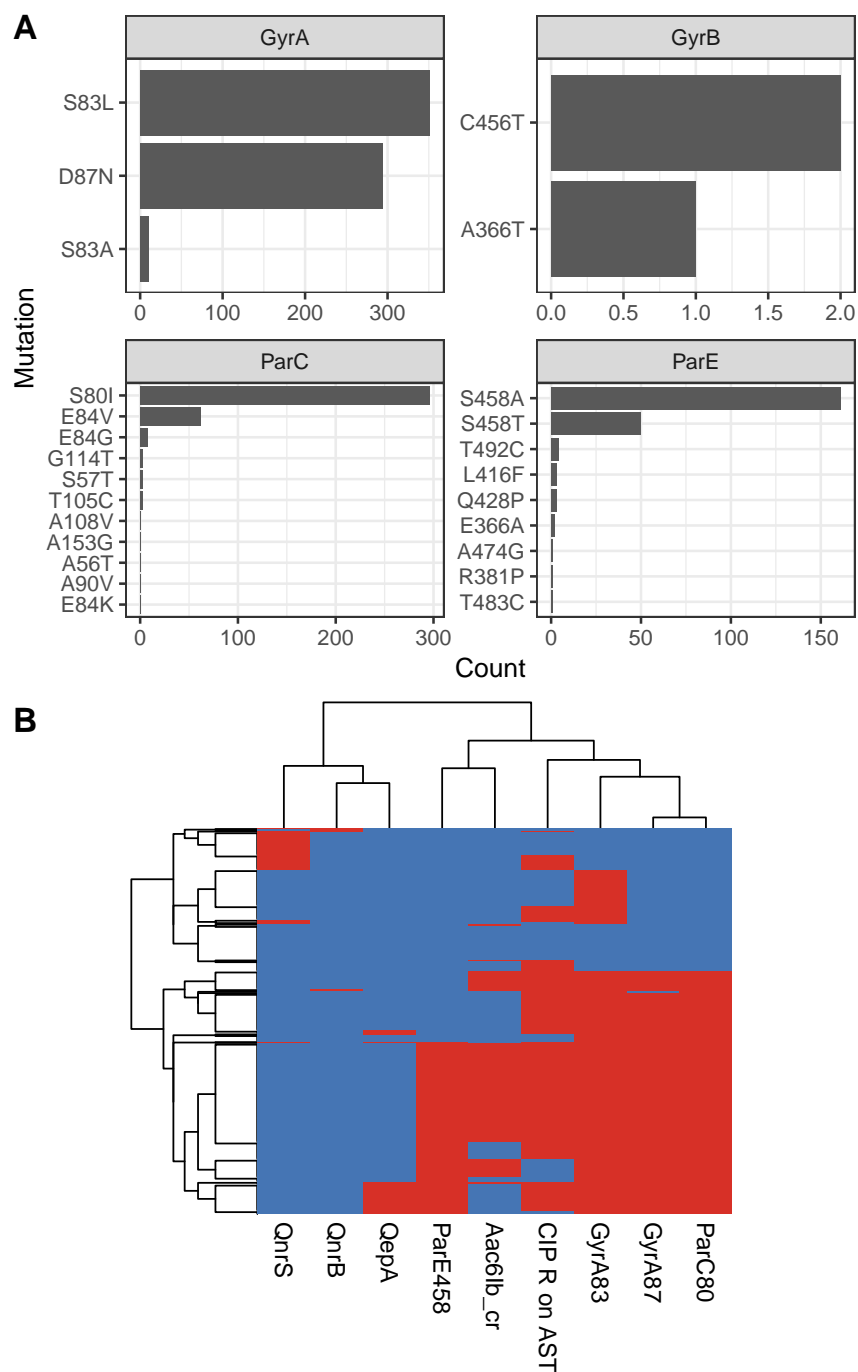 A
GyrA
GyrB
S83L
D87N
S83A
C456T
A366T
0 100 200 300
0.0 0.5 1.0 1.5 2.0
Mutation
ParC
ParE
S80I
E84V
E84G
G114T
S57T
T105C
A108V
A153G
A56T
A90V
E84K
S458A
S458T
T492C
L416F
Q428P
E366A
A474G
R381P
T483C
0 100 200 300
0 50 100 150
Count
B
QnrS
QnrB
QepA
ParE458
Aac6Ib_cr
CIP R on AST
GyrA83
GyrA87
ParC80